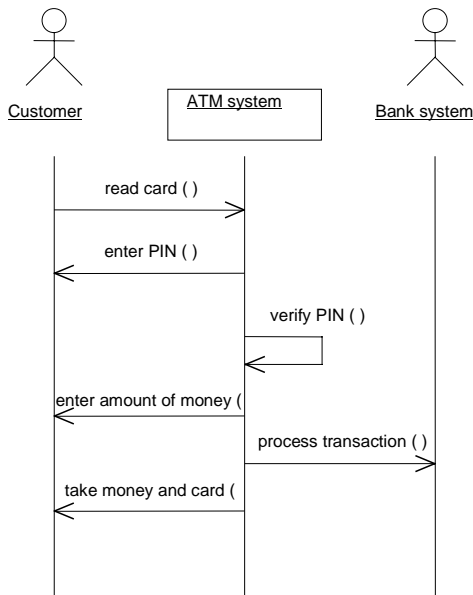 Customer
ATM system
Bank system
read card ( )
enter PIN ( )
verify PIN ( )
enter amount of money (
process transaction ( )
take money and card (